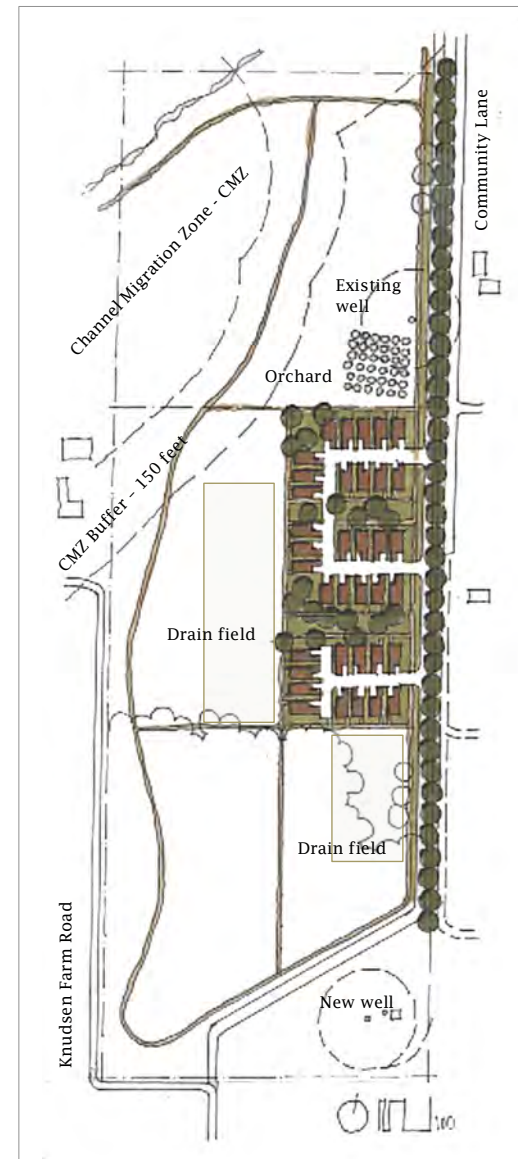 Community Lane
Channel Migration Zone - CMZ
Existing
well
Orchard
CMZ Buffer - 150 feet
Drain field
Drain field
Knudsen Farm Road
New well
100